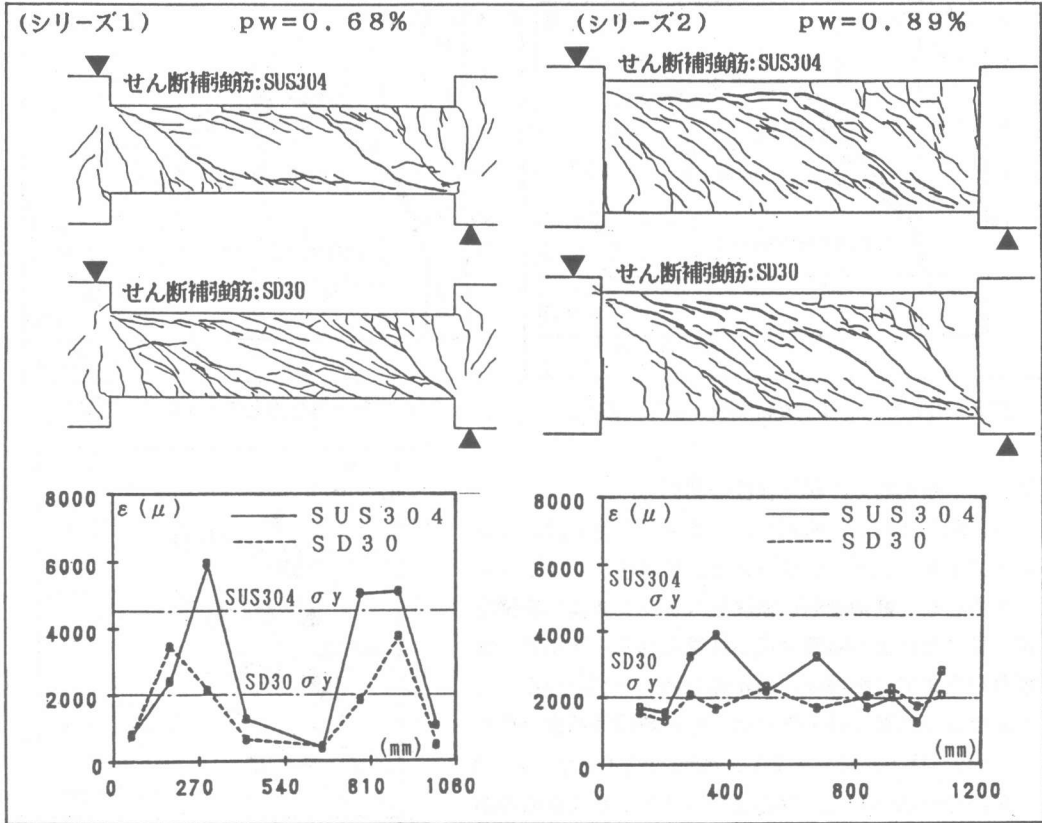 (シリーズ1) pw=0.68%
せん断補強筋:SUS304
せん断補強筋:SD30
8000
6000
4000
2000
0
ε(μ)
SUS304
SD30
SUS304 σy
SD30 σy
(mm)
0 270 540 810 1080
(シリーズ2) pw=0.89%
せん断補強筋:SUS304
せん断補強筋:SD30
8000
6000
4000
2000
0
ε(μ)
SUS304
SD30
SUS304
σy
SD30
σy
(mm)
0 400 800 1200